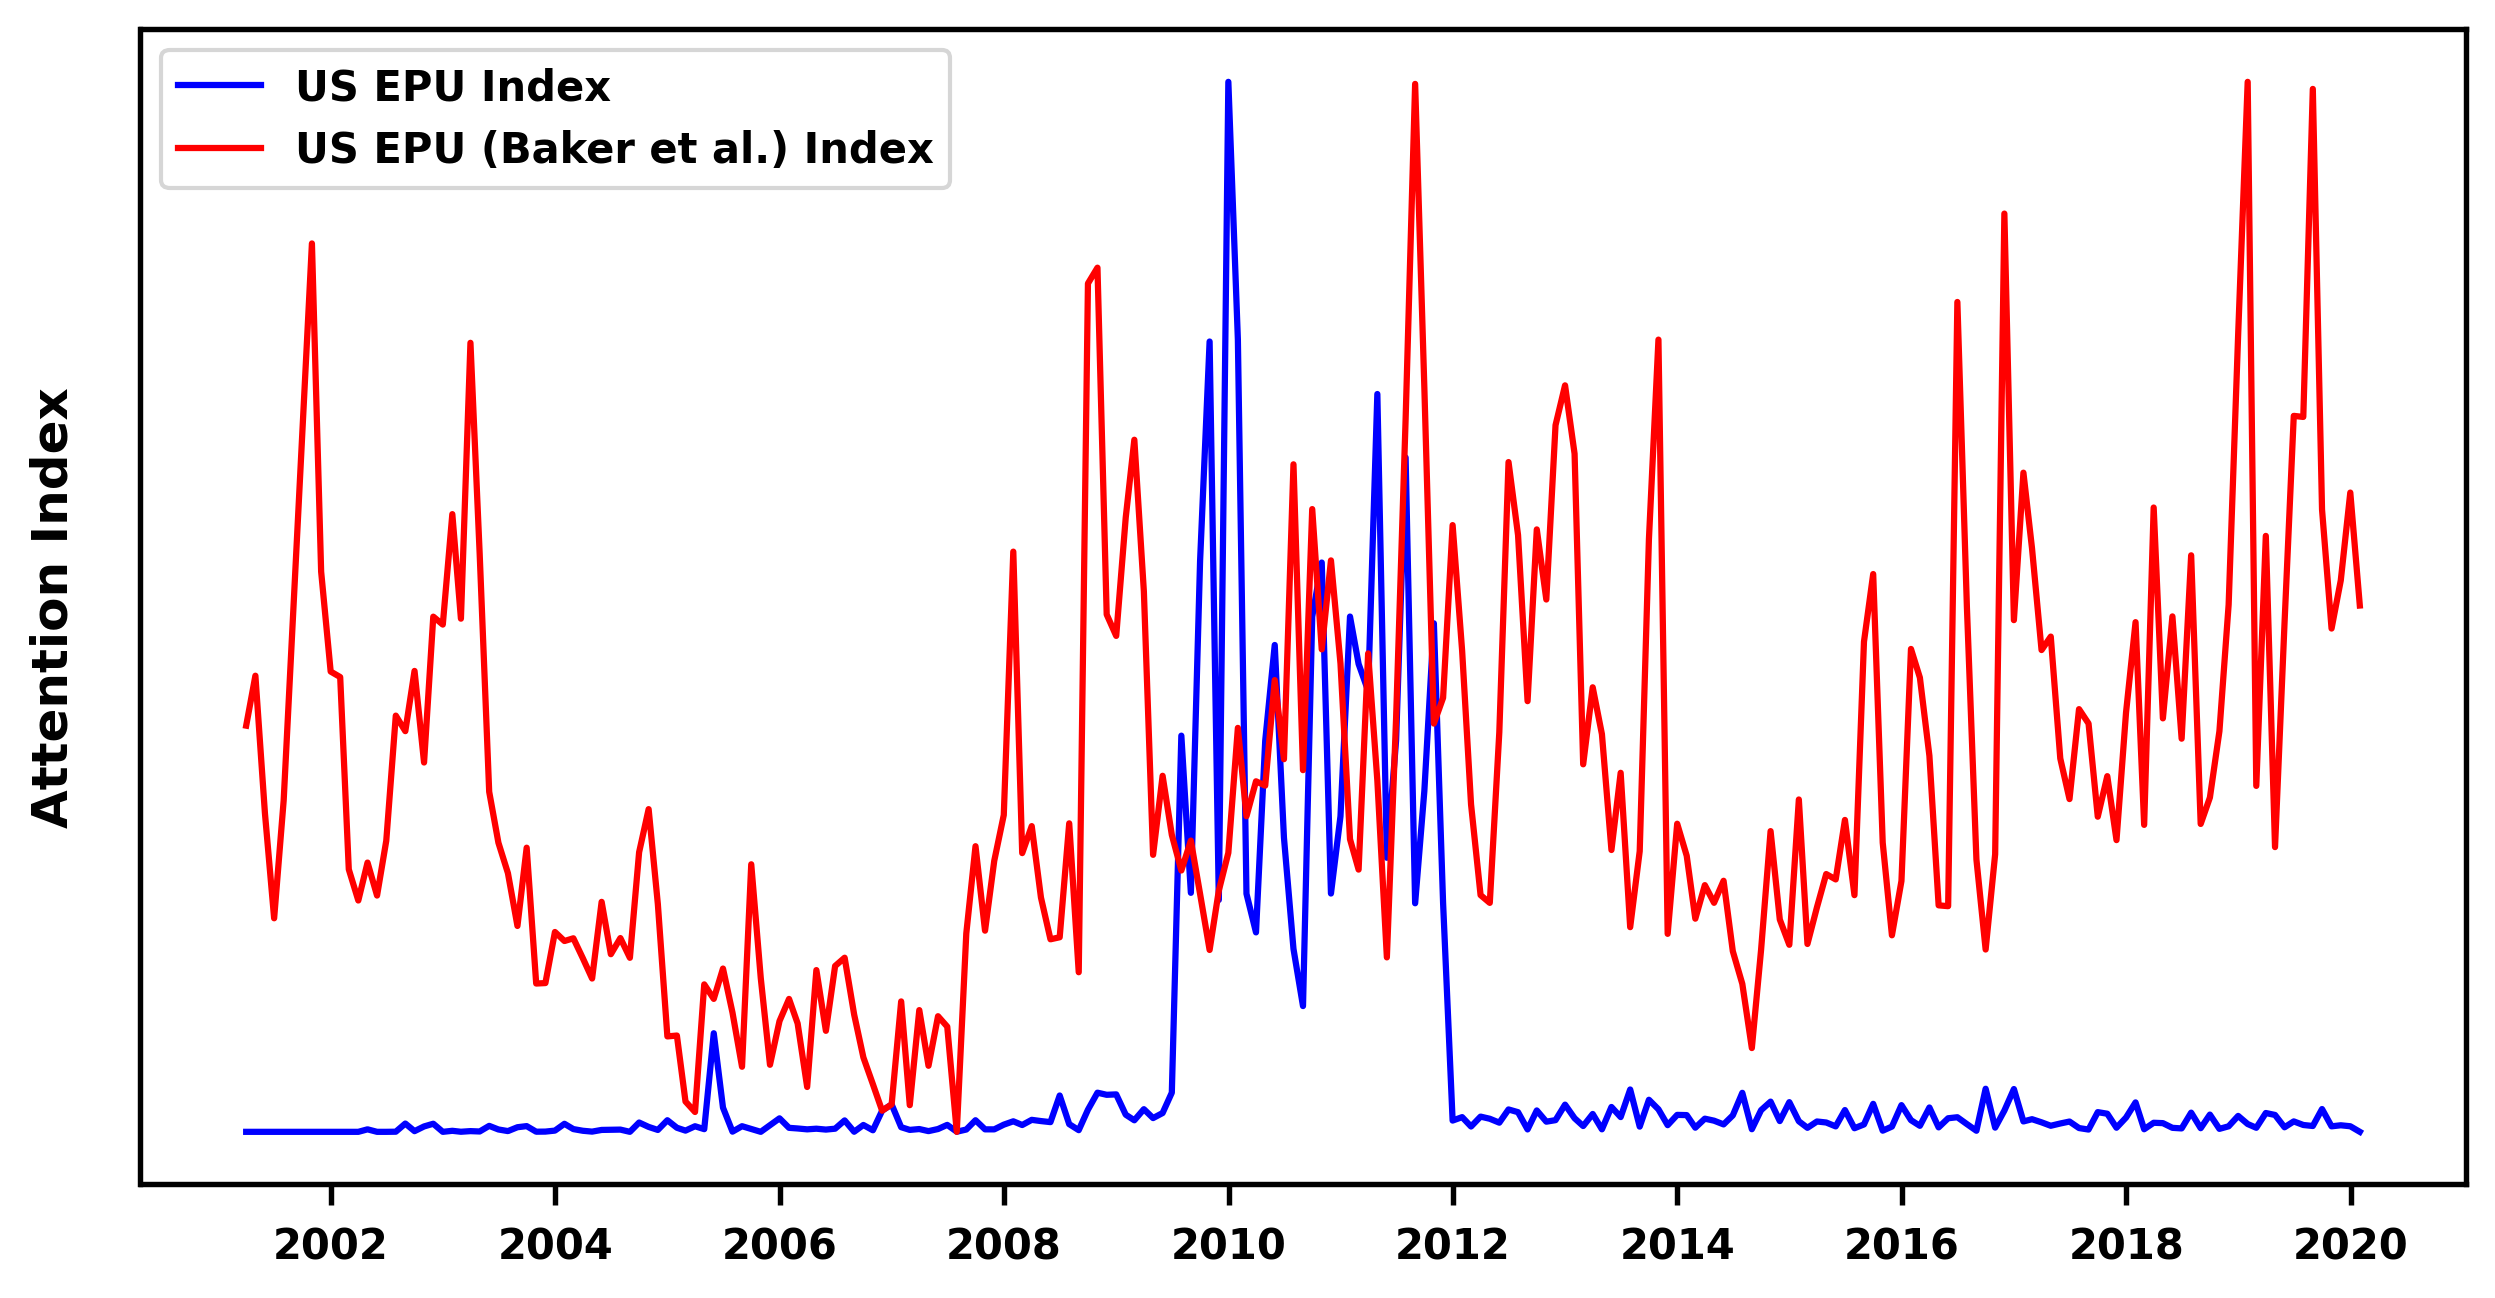 US EPU Index
US EPU (Baker et al.) Index
Attention Index
2002 2004 2006 2008 2010 2012 2014 2016 2018 2020